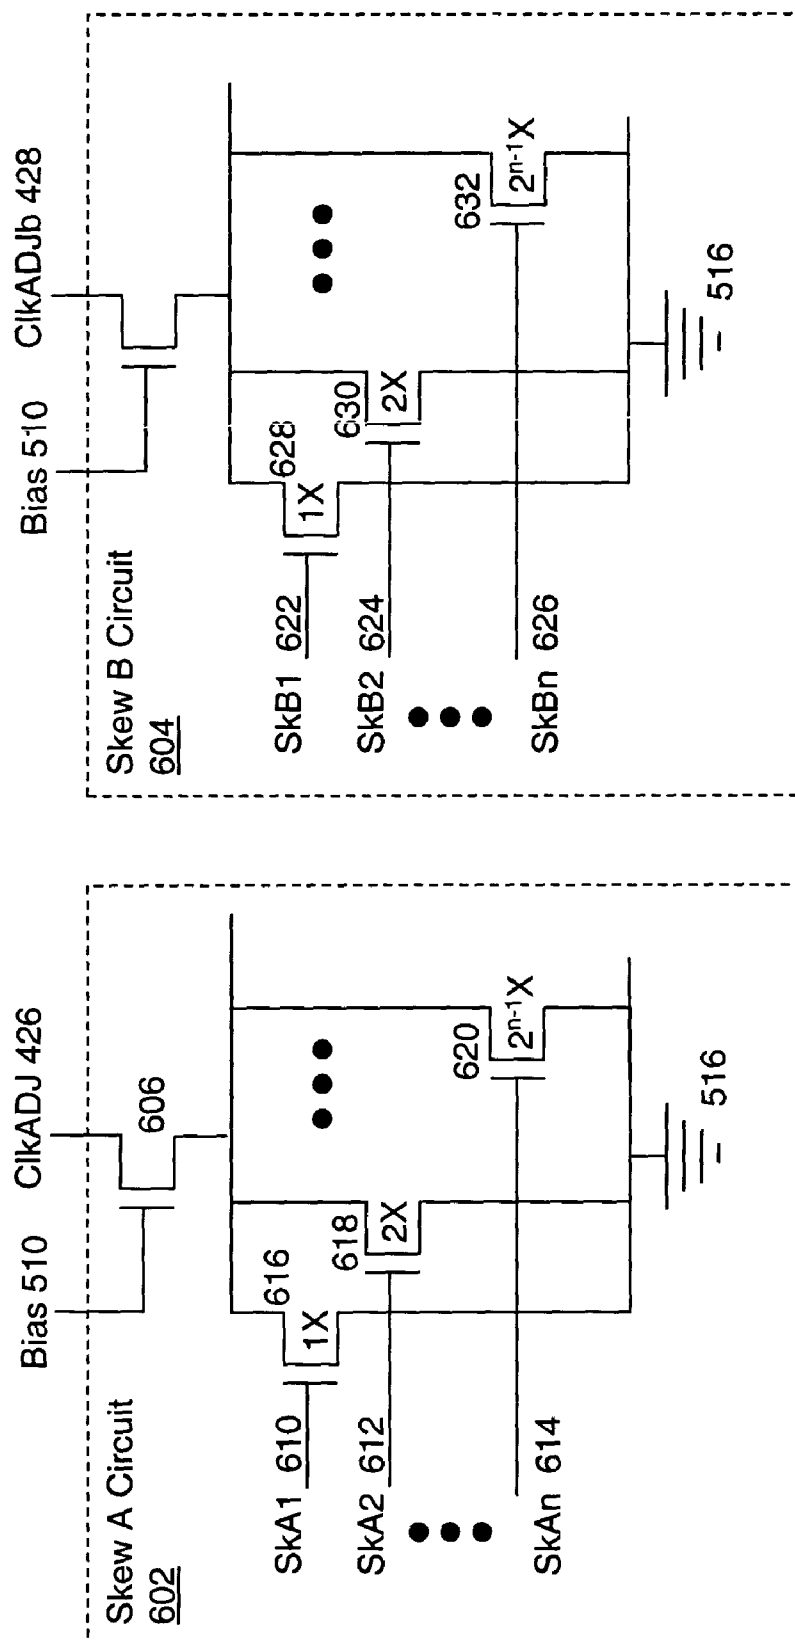 Skew A Circuit
602
Bias 510
ClkADJ 426
606
SkA1 610
616
1X
SkA2 612
618
2X
SkAn 614
620
2ⁿ⁻¹X
516
Skew B Circuit
604
Bias 510
ClkADJb 428
SkB1 622
628
1X
SkB2 624
630
2X
SkBn 626
632
2ⁿ⁻¹X
516